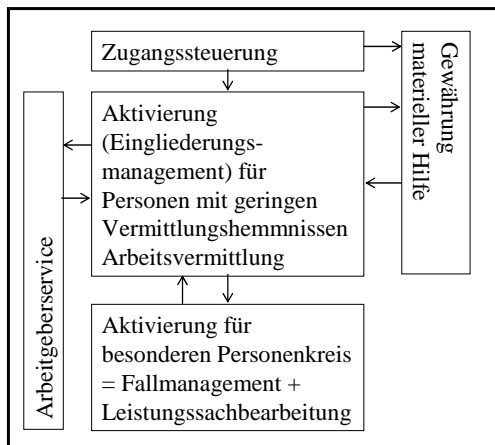 Zugangssteuerung
Gewährung
materieller Hilfe
Aktivierung
(Eingliederungs-
management) für
Personen mit geringen
Vermittlungshemmnissen
Arbeitsvermittlung
Arbeitgeberservice
Aktivierung für
besonderen Personenkreis
= Fallmanagement +
Leistungssachbearbeitung